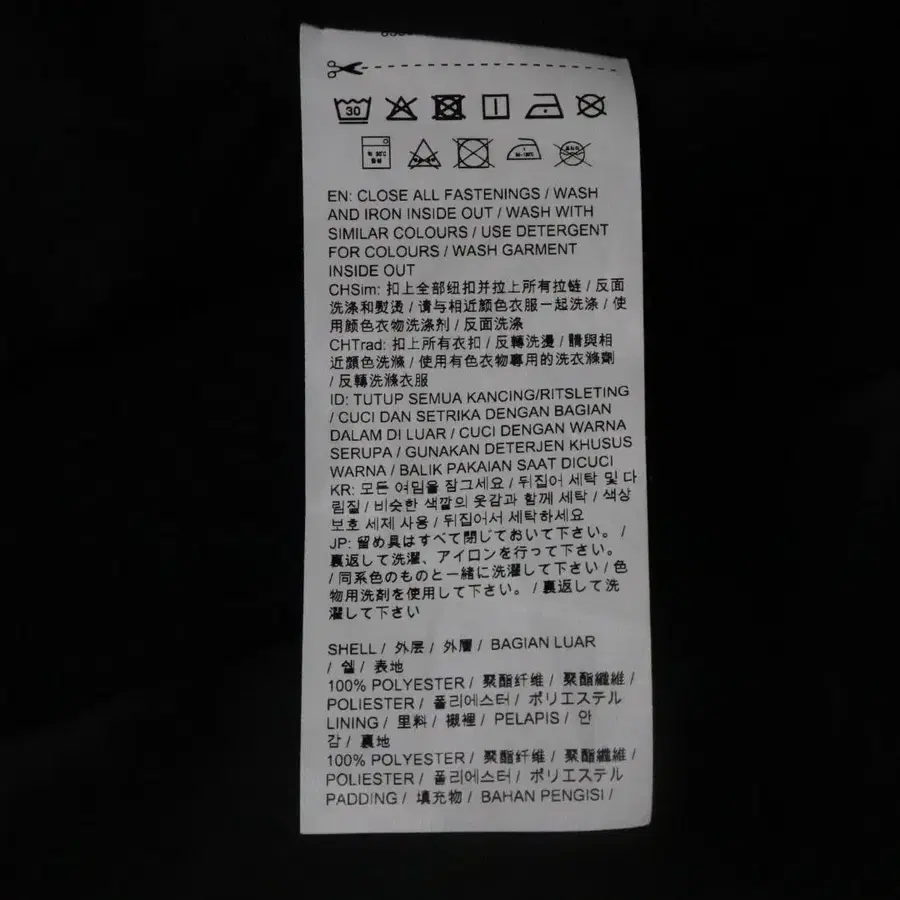 30
EN: CLOSE ALL FASTENINGS / WASH
AND IRON INSIDE OUT / WASH WITH
SIMILAR COLOURS / USE DETERGENT
FOR COLOURS / WASH GARMENT
INSIDE OUT
CHSim: 扣上全部纽扣并拉上所有拉链 / 反面
洗涤和熨烫 / 请与相近颜色衣服一起洗涤 / 使
用颜色衣物洗涤剂 / 反面洗涤
CHTrad: 扣上所有衣扣 / 反轉洗燙 / 請與相
近顏色洗滌 / 使用有色衣物專用的洗衣滌劑
/ 反轉洗滌衣服
ID: TUTUP SEMUA KANCING/RITSLETING
/ CUCI DAN SETRIKA DENGAN BAGIAN
DALAM DI LUAR / CUCI DENGAN WARNA
SERUPA / GUNAKAN DETERJEN KHUSUS
WARNA / BALIK PAKAIAN SAAT DICUCI
KR: 모든 여밈을 잠그세요 / 뒤집어 세탁 및 다
림질 / 비슷한 색깔의 옷감과 함께 세탁 / 색상
보호 세제 사용 / 뒤집어서 세탁하세요
JP: 留め具はすべて閉じておいて下さい。 /
裏返して洗濯、アイロンを行って下さい。
/ 同系色のものと一緒に洗濯して下さい / 色
物用洗剤を使用して下さい。 / 裏返して洗
濯して下さい
SHELL / 外层 / 外層 / BAGIAN LUAR
/ 쉘 / 表地
100% POLYESTER / 聚酯纤维 / 聚酯纖維 /
POLIESTER / 폴리에스터 / ポリエステル
LINING / 里料 / 襯裡 / PELAPIS / 안
감 / 裏地
100% POLYESTER / 聚酯纤维 / 聚酯纖維 /
POLIESTER / 폴리에스터 / ポリエステル
PADDING / 填充物 / BAHAN PENGISI /